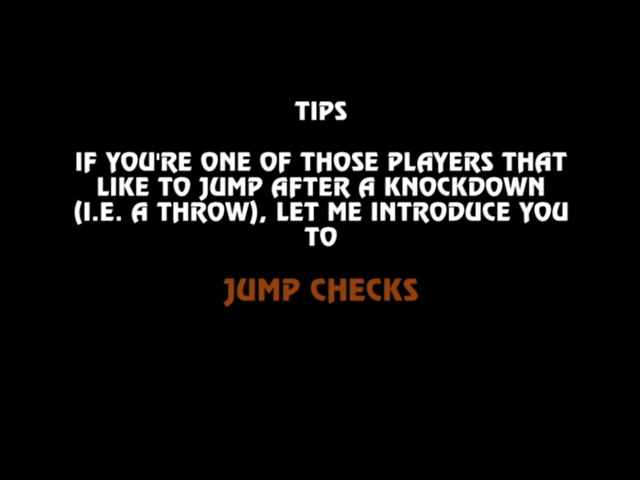 TIPS
IF YOU'RE ONE OF THOSE PLAYERS THAT
LIKE TO JUMP AFTER A KNOCKDOWN
(I.E. A THROW), LET ME INTRODUCE YOU
TO
JUMP CHECKS